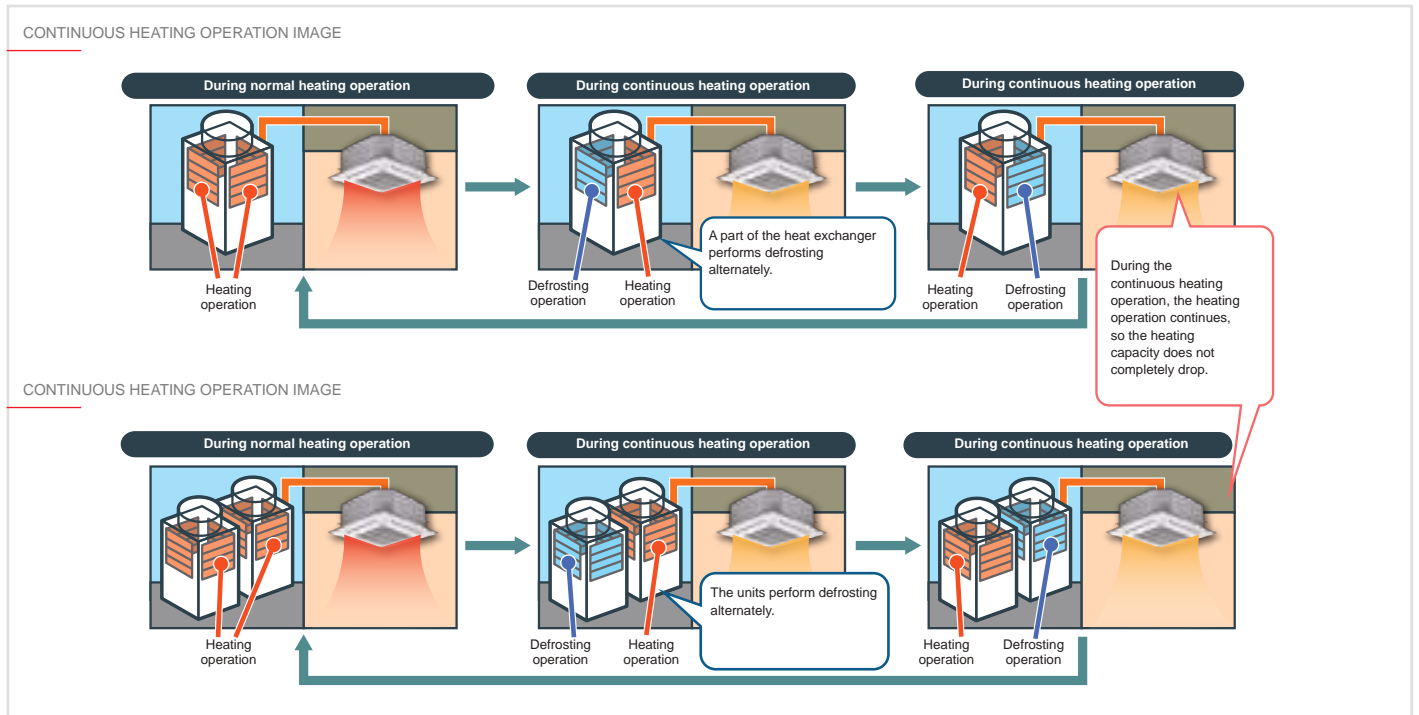 CONTINUOUS HEATING OPERATION IMAGE
During normal heating operation
During continuous heating operation
During continuous heating operation
Heating
operation
Defrosting
operation
Heating
operation
A part of the heat exchanger
performs defrosting
alternately.
Heating
operation
Defrosting
operation
During the
continuous heating
operation, the heating
operation continues,
so the heating
capacity does not
completely drop.
CONTINUOUS HEATING OPERATION IMAGE
During normal heating operation
During continuous heating operation
During continuous heating operation
Heating
operation
Defrosting
operation
Heating
operation
The units perform defrosting
alternately.
Heating
operation
Defrosting
operation